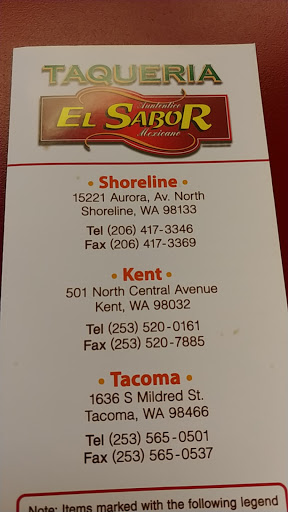 TAQUERIA
Auntentico
EL SABOR
Mexicano
• Shoreline •
15221 Aurora, Av. North
Shoreline, WA 98133
Tel (206) 417-3346
Fax (206) 417-3369
• Kent •
501 North Central Avenue
Kent, WA 98032
Tel (253) 520-0161
Fax (253) 520-7885
• Tacoma •
1636 S Mildred St.
Tacoma, WA 98466
Tel (253) 565-0501
Fax (253) 565-0537
Note: Items marked with the following legend